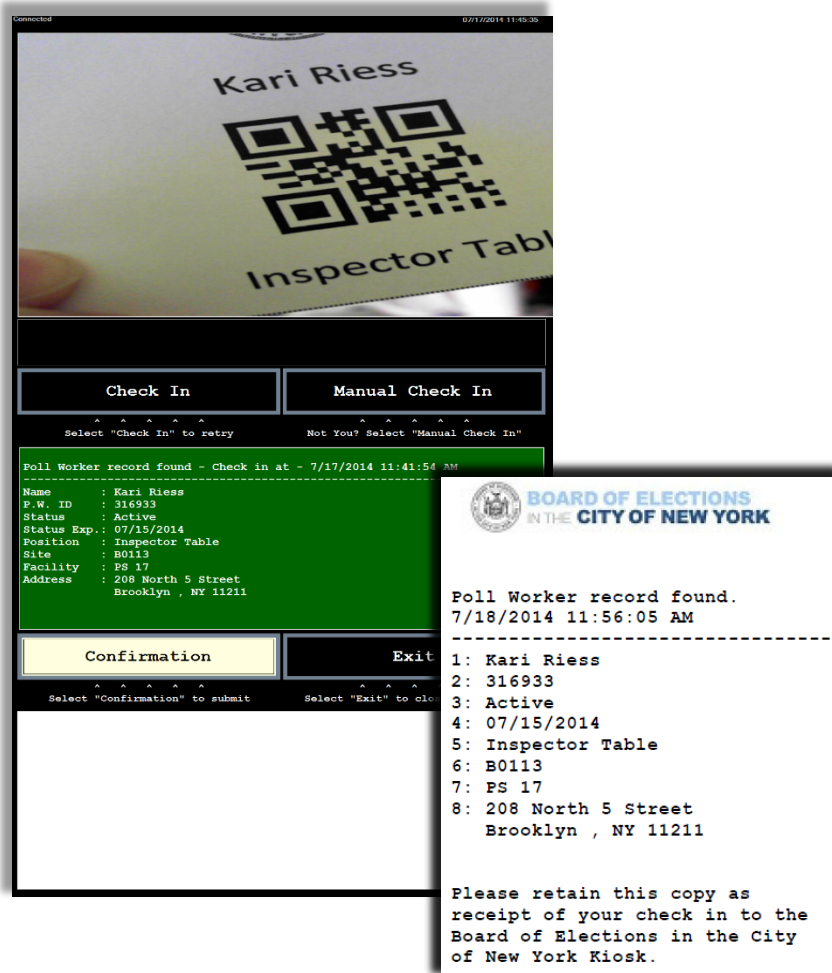 Connected 07/17/2014 11:45:35
Kari Riess
Inspector Tabl
Check In Manual Check In
^ ^ ^ ^ ^ ^ ^ ^ ^ ^
Select "Check In" to retry Not You? Select "Manual Check In"
Poll Worker record found - Check in at - 7/17/2014 11:41:54 AM
--------------------------------------------------------------
Name : Kari Riess
P.W. ID : 316933
Status : Active
Status Exp.: 07/15/2014
Position : Inspector Table
Site : B0113
Facility : PS 17
Address : 208 North 5 Street
Brooklyn , NY 11211
Confirmation Exit
^ ^ ^ ^ ^ ^ ^ ^
Select "Confirmation" to submit Select "Exit" to clo
BOARD OF ELECTIONS
IN THE CITY OF NEW YORK
Poll Worker record found.
7/18/2014 11:56:05 AM
---------------------------------
1: Kari Riess
2: 316933
3: Active
4: 07/15/2014
5: Inspector Table
6: B0113
7: PS 17
8: 208 North 5 Street
Brooklyn , NY 11211
Please retain this copy as
receipt of your check in to the
Board of Elections in the City
of New York Kiosk.